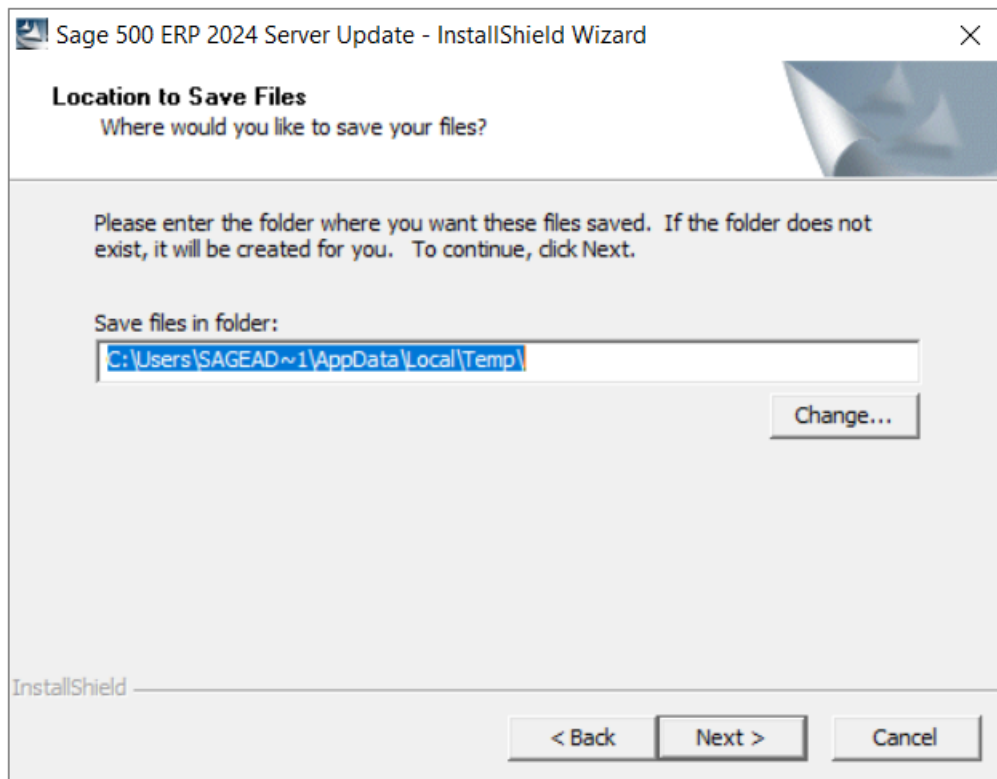 Sage 500 ERP 2024 Server Update - InstallShield Wizard
Location to Save Files
Where would you like to save your files?
Please enter the folder where you want these files saved.  If the folder does not
exist, it will be created for you.   To continue, click Next.
Save files in folder:
C:\Users\SAGEAD~1\AppData\Local\Temp\
Change...
InstallShield
< Back
Next >
Cancel